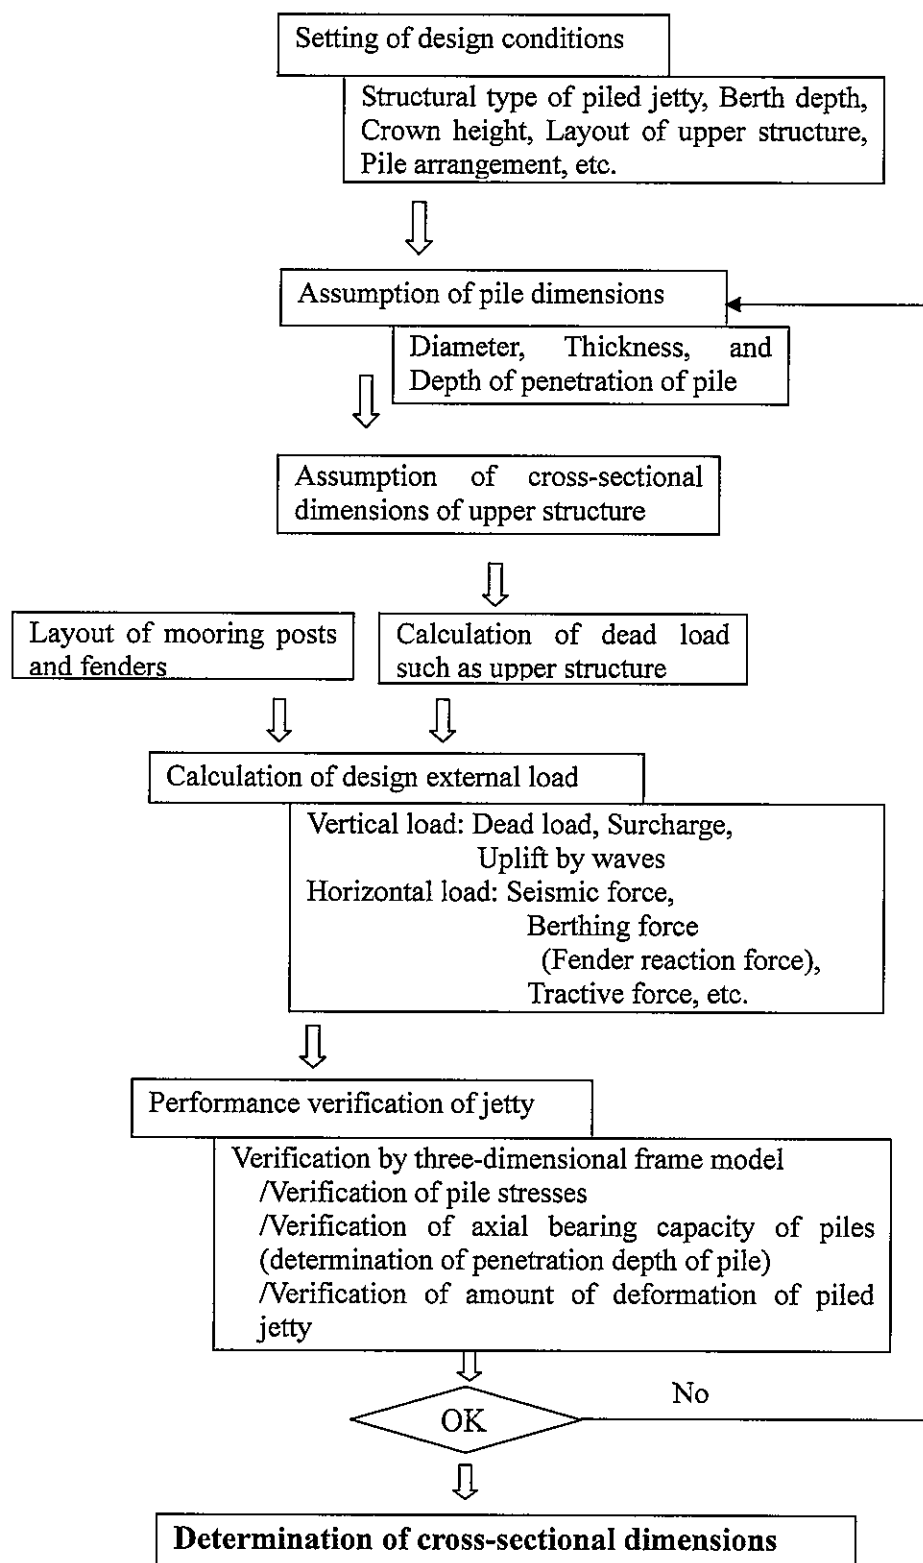 Setting of design conditions
Structural type of piled jetty, Berth depth,
Crown height, Layout of upper structure,
Pile arrangement, etc.
Assumption of pile dimensions
Diameter, Thickness, and
Depth of penetration of pile
Assumption of cross-sectional
dimensions of upper structure
Layout of mooring posts
and fenders
Calculation of dead load
such as upper structure
Calculation of design external load
Vertical load: Dead load, Surcharge,
Uplift by waves
Horizontal load: Seismic force,
Berthing force
(Fender reaction force),
Tractive force, etc.
Performance verification of jetty
Verification by three-dimensional frame model
/Verification of pile stresses
/Verification of axial bearing capacity of piles
(determination of penetration depth of pile)
/Verification of amount of deformation of piled
jetty
No
OK
Determination of cross-sectional dimensions